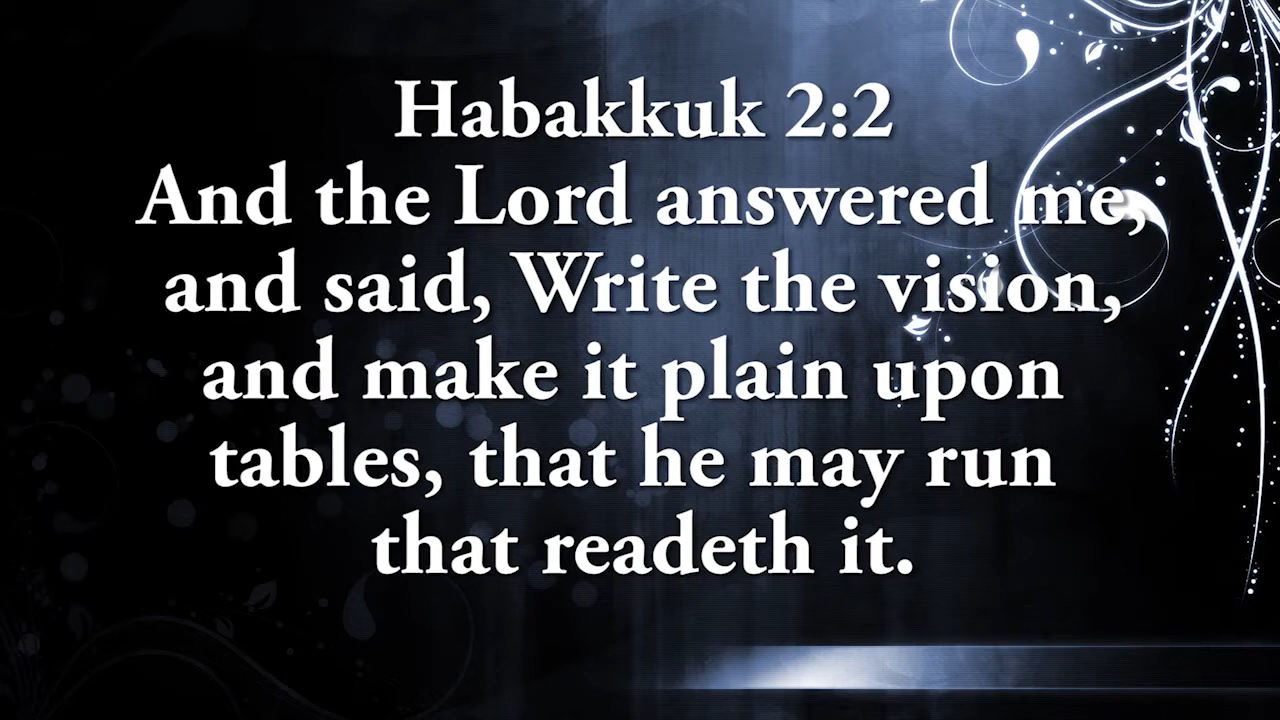 Habakkuk 2:2
And the Lord answered me,
and said, Write the vision,
and make it plain upon
tables, that he may run
that readeth it.